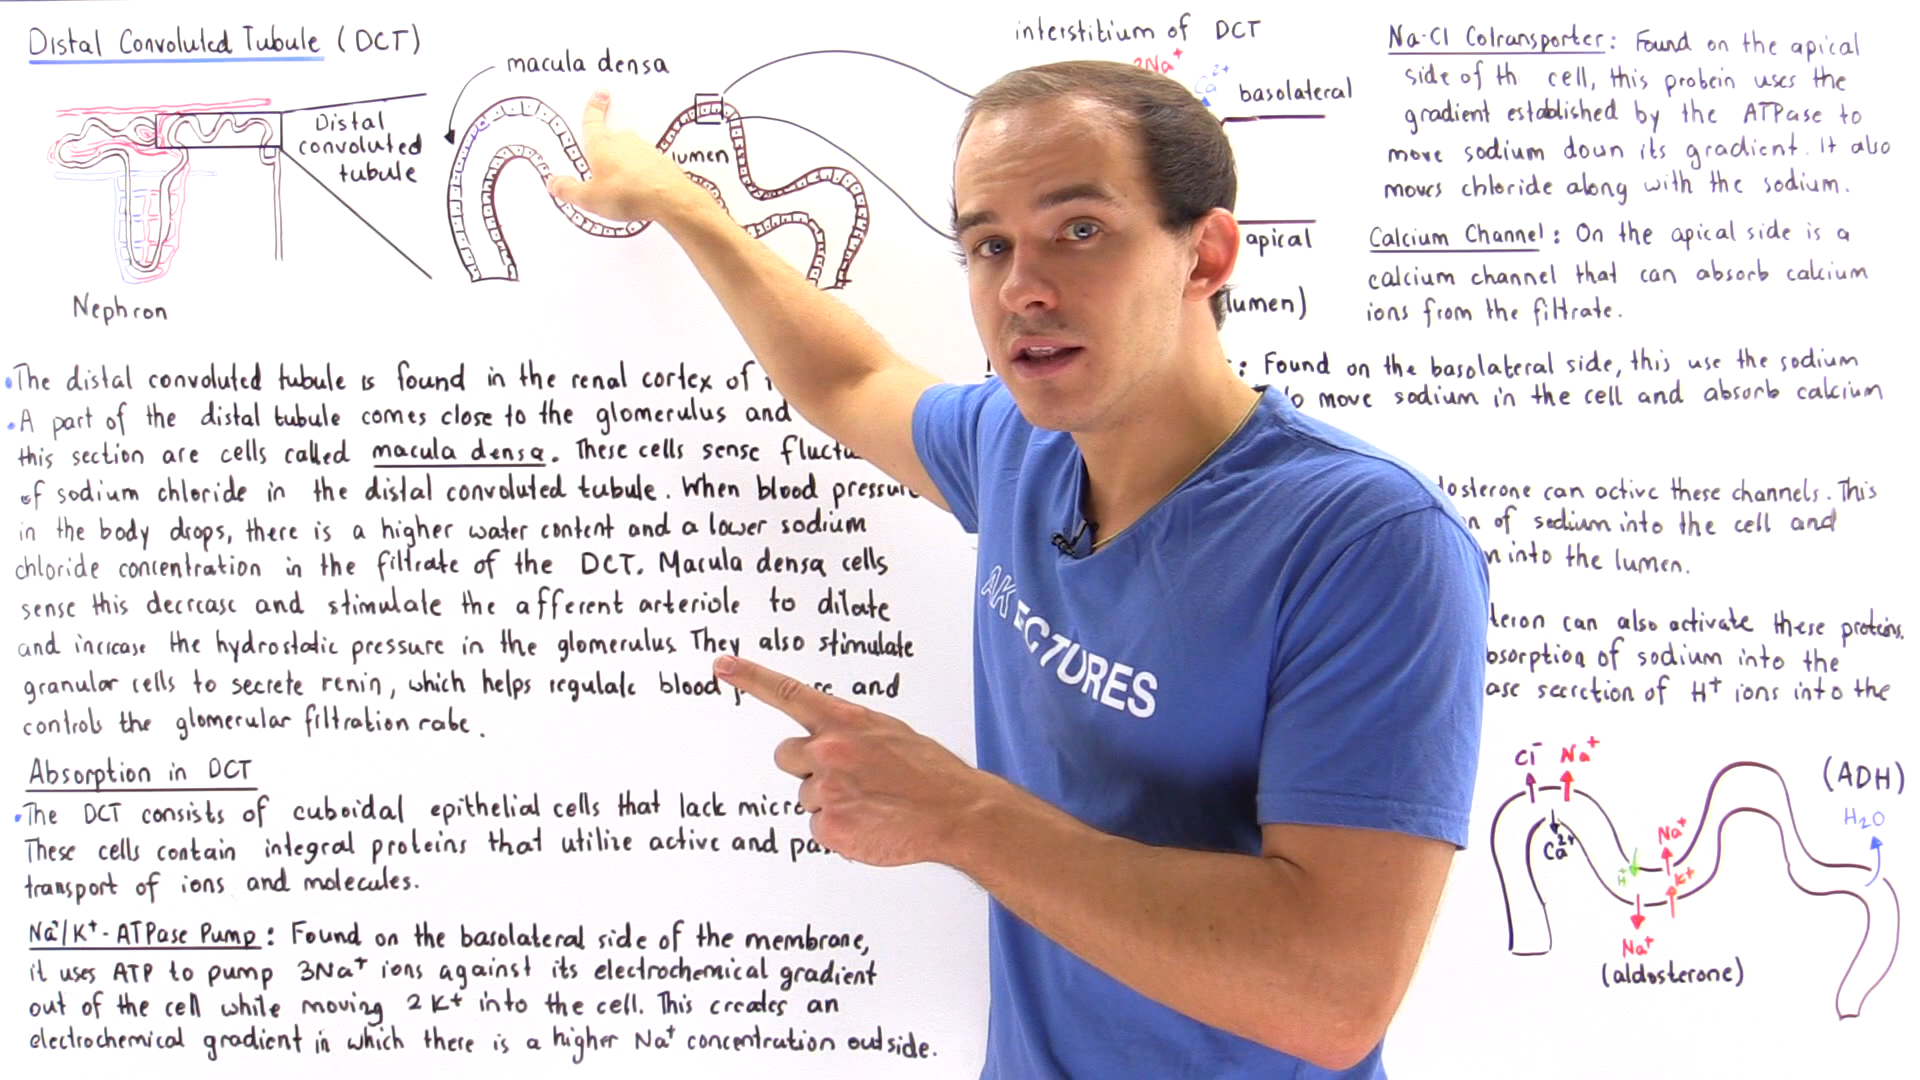 Distal Convoluted Tubule (DCT)
macula densa
Distal
convoluted
tubule
lumen
Nephron
interstitium of DCT
Na+
Ca2+
basolateral
apical
lumen)
•The distal convoluted tubule is found in the renal cortex of
•A part of the distal tubule comes close to the glomerulus and
this section are cells called macula densa. These cells sense
of sodium chloride in the distal convoluted tubule. When blood pressure
in the body drops, there is a higher water content and a lower sodium
chloride concentration in the filtrate of the DCT. Macula densa cells
sense this decrease and stimulate the afferent arteriole to dilate
and increase the hydrostatic pressure in the glomerulus. They also stimulate
granular cells to secrete renin, which helps regulate blood and
controls the glomerular filtration rate.
Absorption in DCT
•The DCT consists of cuboidal epithelial cells that lack
These cells contain integral proteins that utilize active and
transport of ions and molecules.
Na+/K+-ATPase Pump: Found on the basolateral side of the membrane,
it uses ATP to pump 3Na+ ions against its electrochemical gradient
out of the cell while moving 2 K+ into the cell. This creates an
electrochemical gradient in which there is a higher Na+ concentration outside.
Na-Cl Cotransporter: Found on the apical
side of th cell, this protein uses the
gradient established by the ATPase to
move sodium down its gradient. It also
moves chloride along with the sodium.
Calcium Channel: On the apical side is a
calcium channel that can absorb calcium
ions from the filtrate.
: Found on the basolateral side, this use the sodium
to move sodium in the cell and absorb calcium
can active these channels. This
of sodium into the cell and
into the lumen.
can also activate these proteins.
of sodium into the
secretion of H+ ions into the
Cl- Na+
Ca2+
H+
Na+
K+
Na+
(aldosterone)
(ADH)
H2O
AK LECTURES